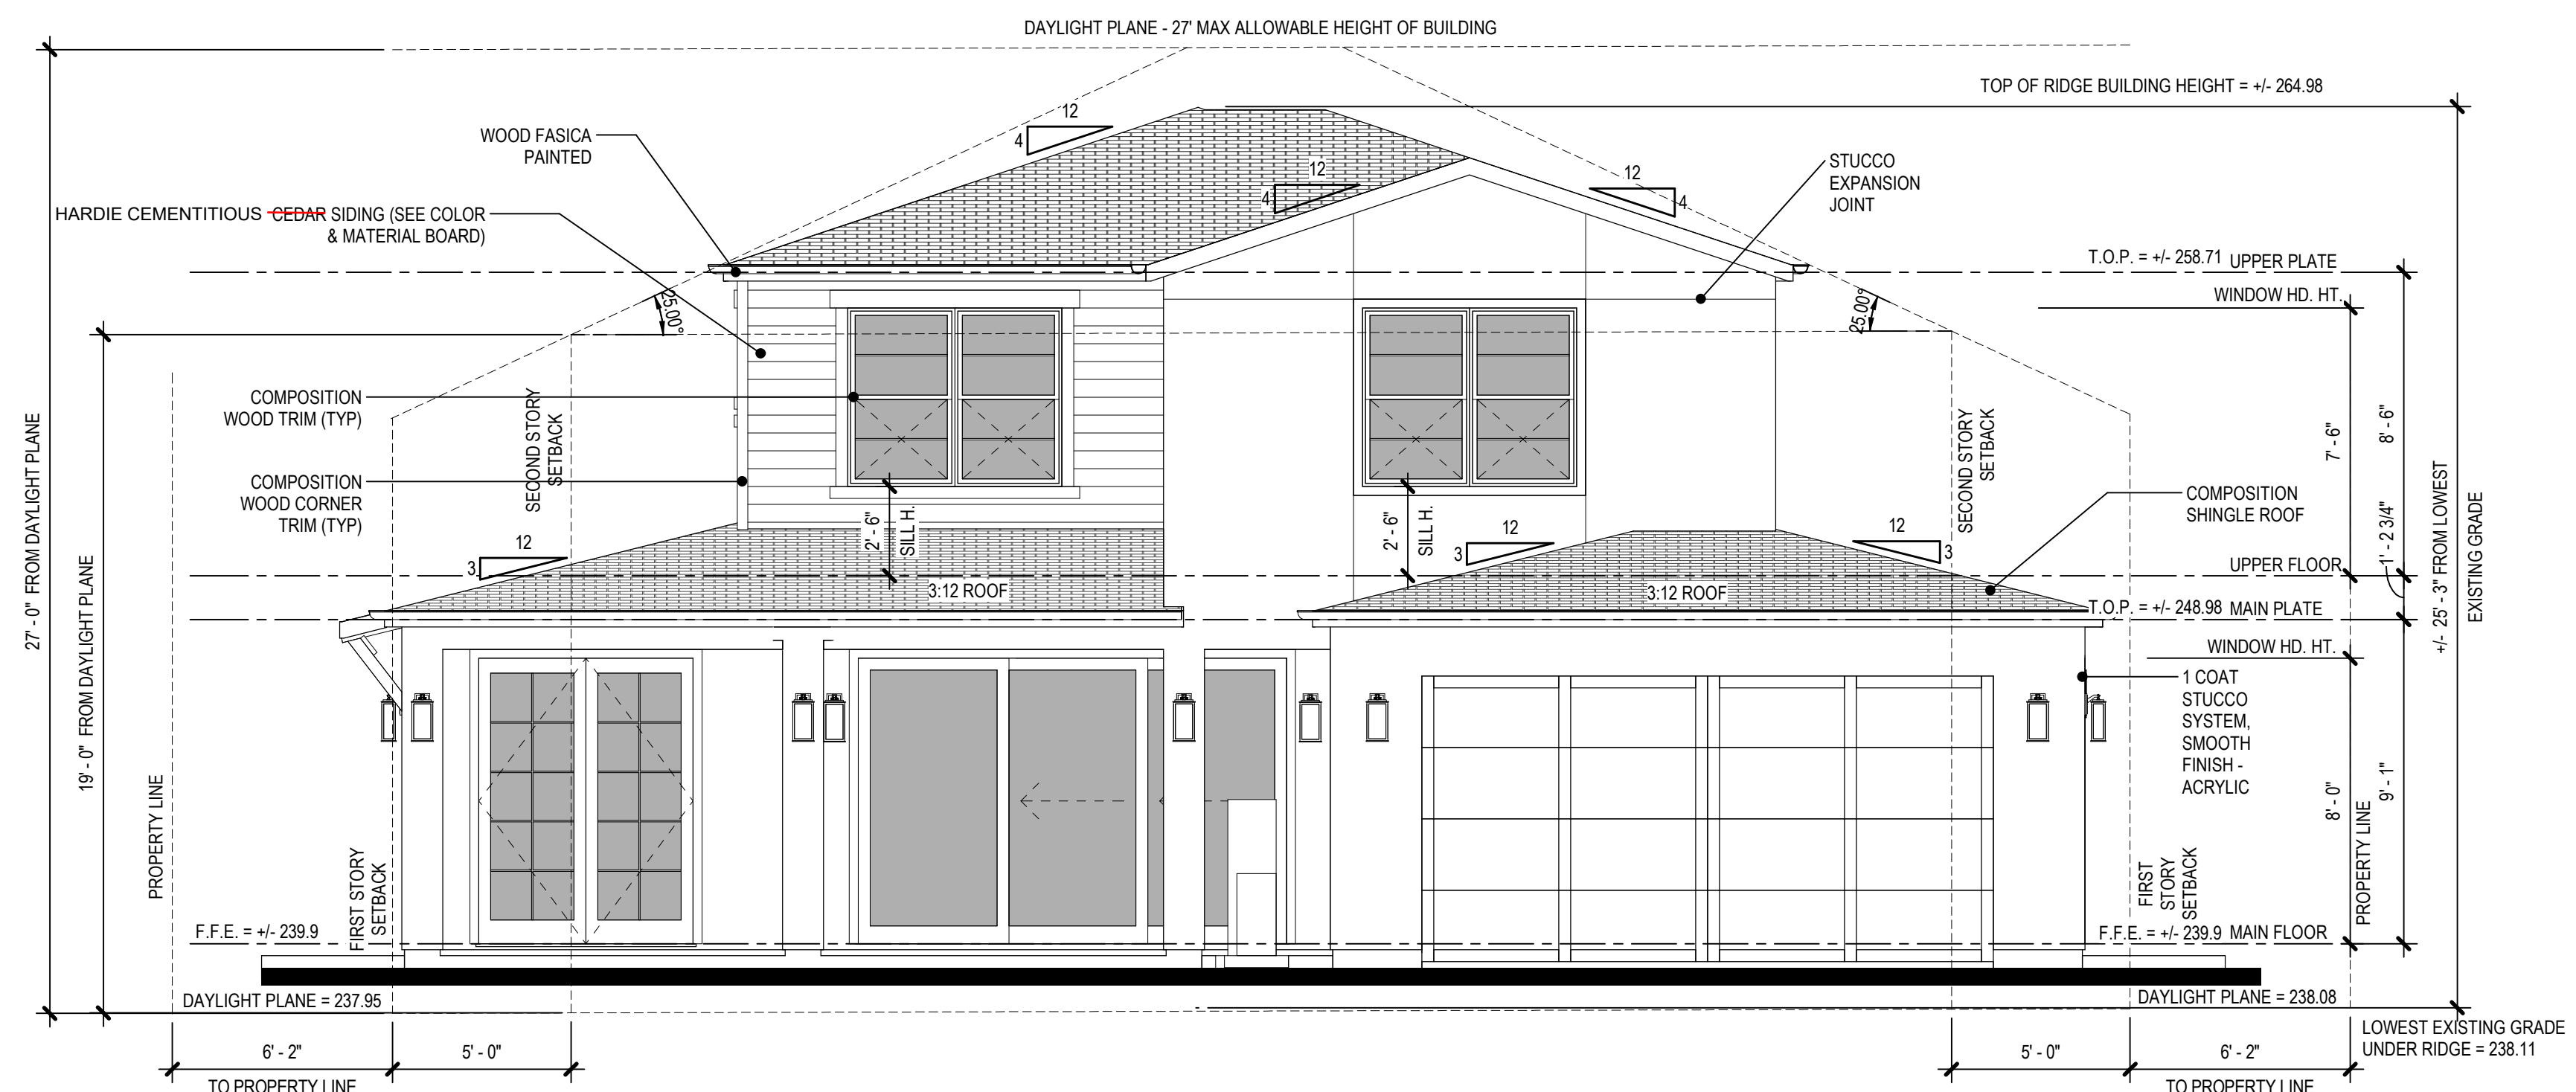 DAYLIGHT PLANE - 27' MAX ALLOWABLE HEIGHT OF BUILDING
TOP OF RIDGE BUILDING HEIGHT = +/- 264.98
12
4
WOOD FASICA
PAINTED
12
4
12
4
STUCCO
EXPANSION
JOINT
HARDIE CEMENTITIOUS CEDAR SIDING (SEE COLOR
& MATERIAL BOARD)
T.O.P. = +/- 258.71 UPPER PLATE
WINDOW HD. HT.
25.00°
25.00°
COMPOSITION
WOOD TRIM (TYP)
SECOND STORY
SETBACK
SECOND STORY
SETBACK
27' - 0" FROM DAYLIGHT PLANE
19' - 0" FROM DAYLIGHT PLANE
7' - 6"
8' - 6"
COMPOSITION
WOOD CORNER
TRIM (TYP)
COMPOSITION
SHINGLE ROOF
2' - 6"
SILL H.
2' - 6"
SILL H.
12
3
12
3
12
3
1' - 2 3/4"
+/- 25' - 3" FROM LOWEST
EXISTING GRADE
UPPER FLOOR
3:12 ROOF
3:12 ROOF
T.O.P. = +/- 248.98 MAIN PLATE
WINDOW HD. HT.
1 COAT
STUCCO
SYSTEM,
SMOOTH
FINISH -
ACRYLIC
8' - 0"
9' - 1"
PROPERTY LINE
FIRST STORY
SETBACK
FIRST
STORY
SETBACK
PROPERTY LINE
F.F.E. = +/- 239.9
F.F.E. = +/- 239.9 MAIN FLOOR
DAYLIGHT PLANE = 237.95
DAYLIGHT PLANE = 238.08
LOWEST EXISTING GRADE
UNDER RIDGE = 238.11
6' - 2"
5' - 0"
5' - 0"
6' - 2"
TO PROPERTY LINE
TO PROPERTY LINE